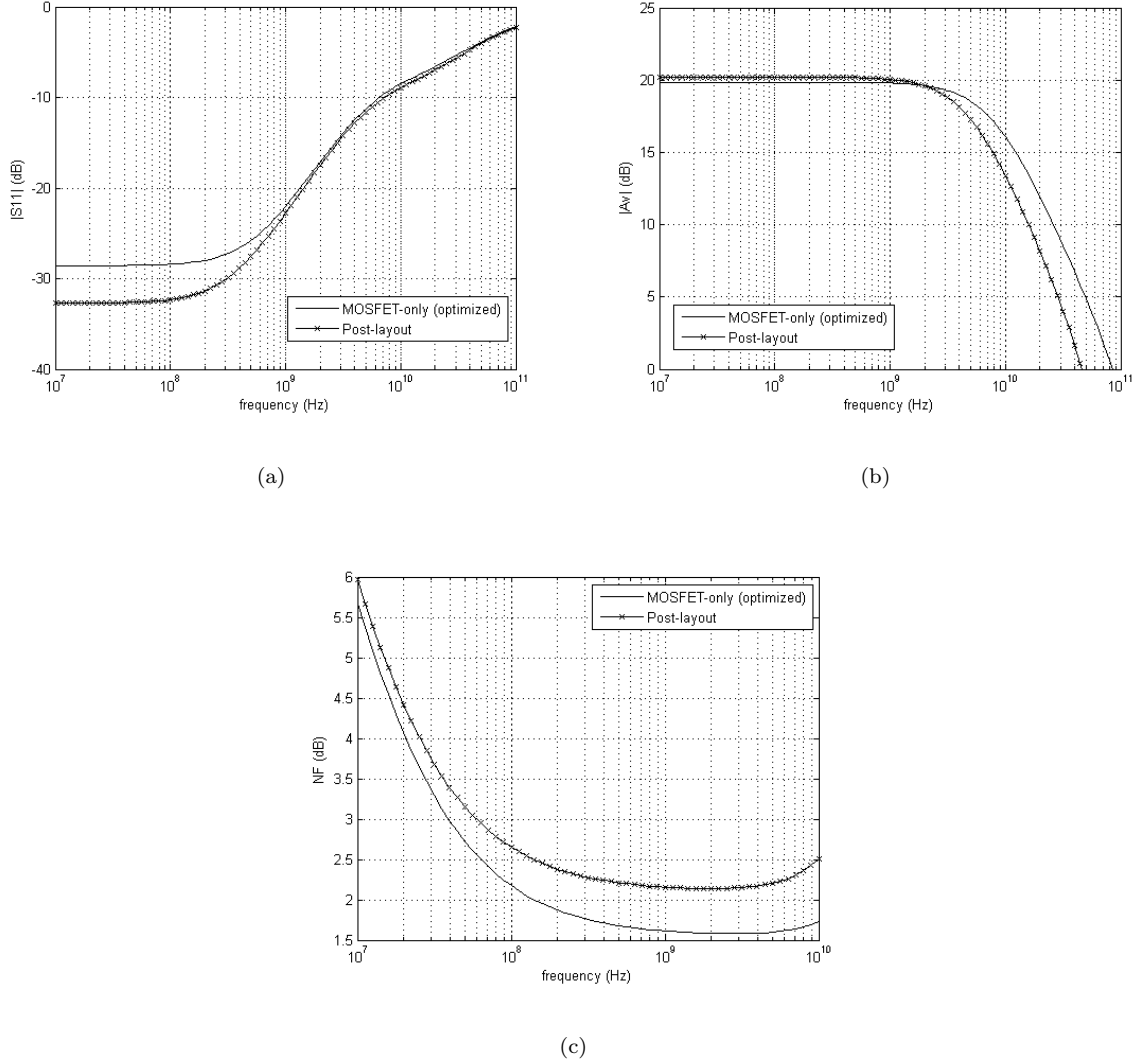 0
-10
-20
-30
-40
10^7
10^8
10^9
10^10
10^11
|S11| (dB)
frequency (Hz)
MOSFET-only (optimized)
Post-layout
(a)
25
20
15
10
5
0
10^7
10^8
10^9
10^10
10^11
|Av| (dB)
frequency (Hz)
MOSFET-only (optimized)
Post-layout
(b)
6
5.5
5
4.5
4
3.5
3
2.5
2
1.5
10^7
10^8
10^9
10^10
NF (dB)
frequency (Hz)
MOSFET-only (optimized)
Post-layout
(c)